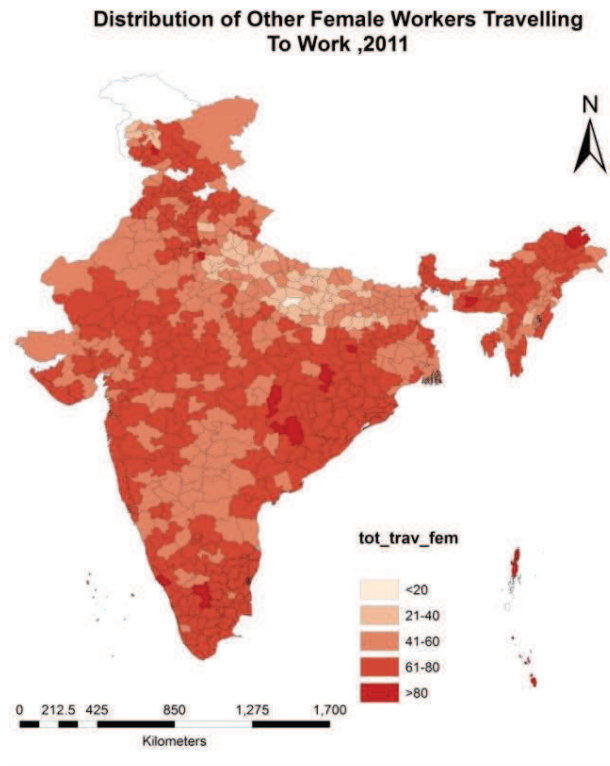 Distribution of Other Female Workers Travelling
To Work ,2011
N
tot_trav_fem
<20
21-40
41-60
61-80
>80
0 212.5 425 850 1,275 1,700
Kilometers